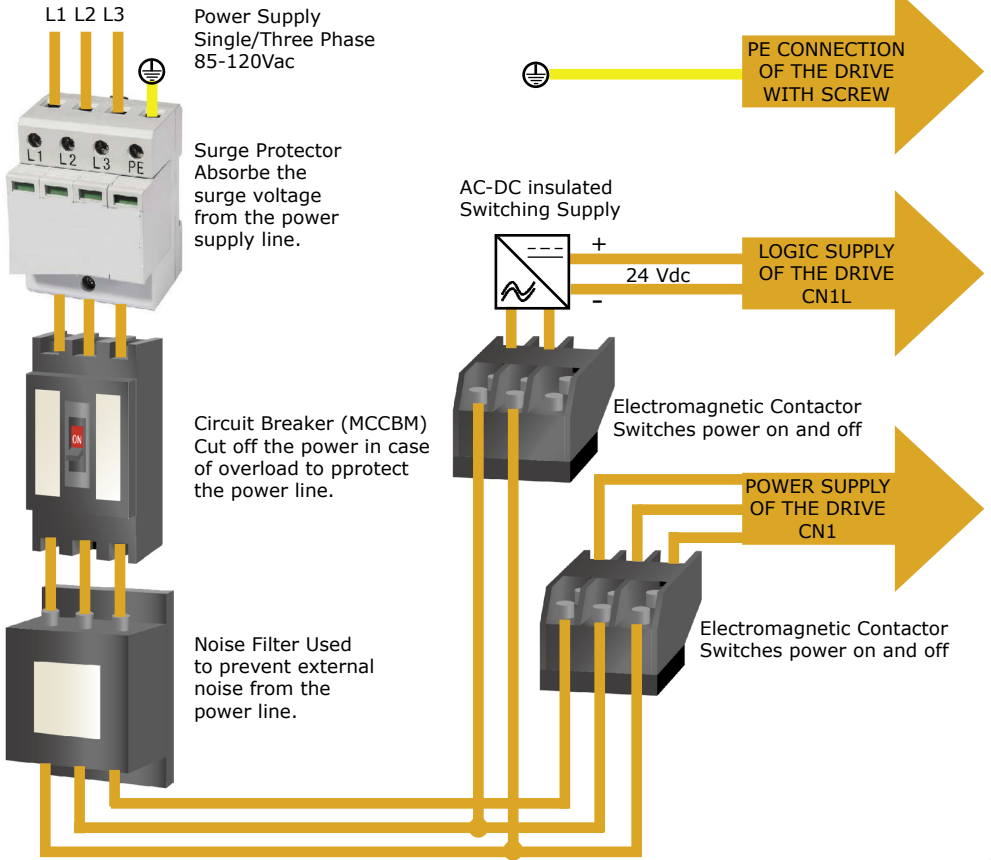 L1 L2 L3
Power Supply
Single/Three Phase
85-120Vac
L1 L2 L3 PE
Surge Protector
Absorbe the
surge voltage
from the power
supply line.
ON
Circuit Breaker (MCCBM)
Cut off the power in case
of overload to pprotect
the power line.
Noise Filter Used
to prevent external
noise from the
power line.
PE CONNECTION
OF THE DRIVE
WITH SCREW
AC-DC insulated
Switching Supply
+
24 Vdc
-
LOGIC SUPPLY
OF THE DRIVE
CN1L
Electromagnetic Contactor
Switches power on and off
POWER SUPPLY
OF THE DRIVE
CN1
Electromagnetic Contactor
Switches power on and off